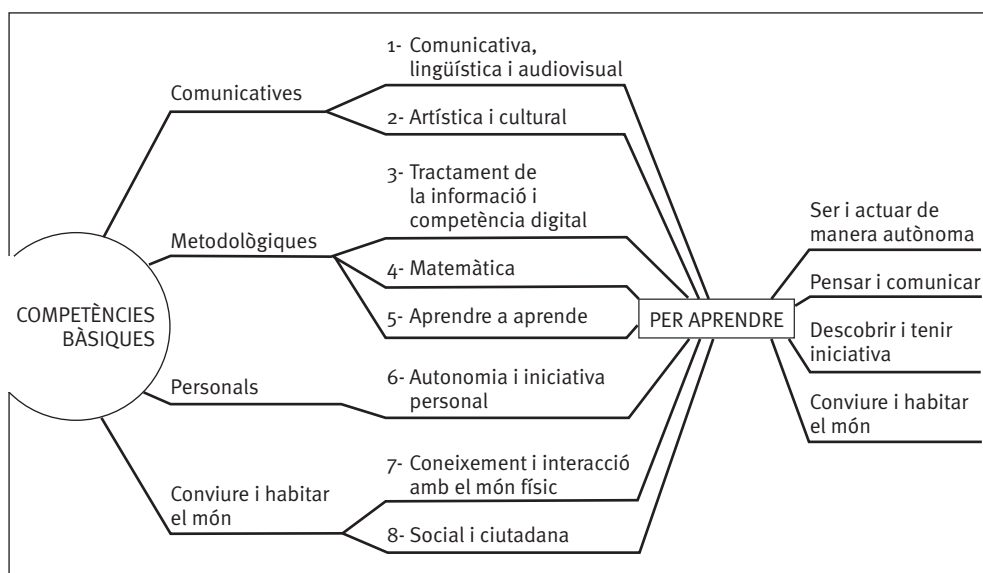 COMPETÈNCIES
BÀSIQUES
Comunicatives
1- Comunicativa,
lingüística i audiovisual
2- Artística i cultural
Metodològiques
3- Tractament de
la informació i
competència digital
4- Matemàtica
5- Aprendre a aprende
Personals
6- Autonomia i iniciativa
personal
Conviure i habitar
el món
7- Coneixement i interacció
amb el món físic
8- Social i ciutadana
PER APRENDRE
Ser i actuar de
manera autònoma
Pensar i comunicar
Descobrir i tenir
iniciativa
Conviure i habitar
el món